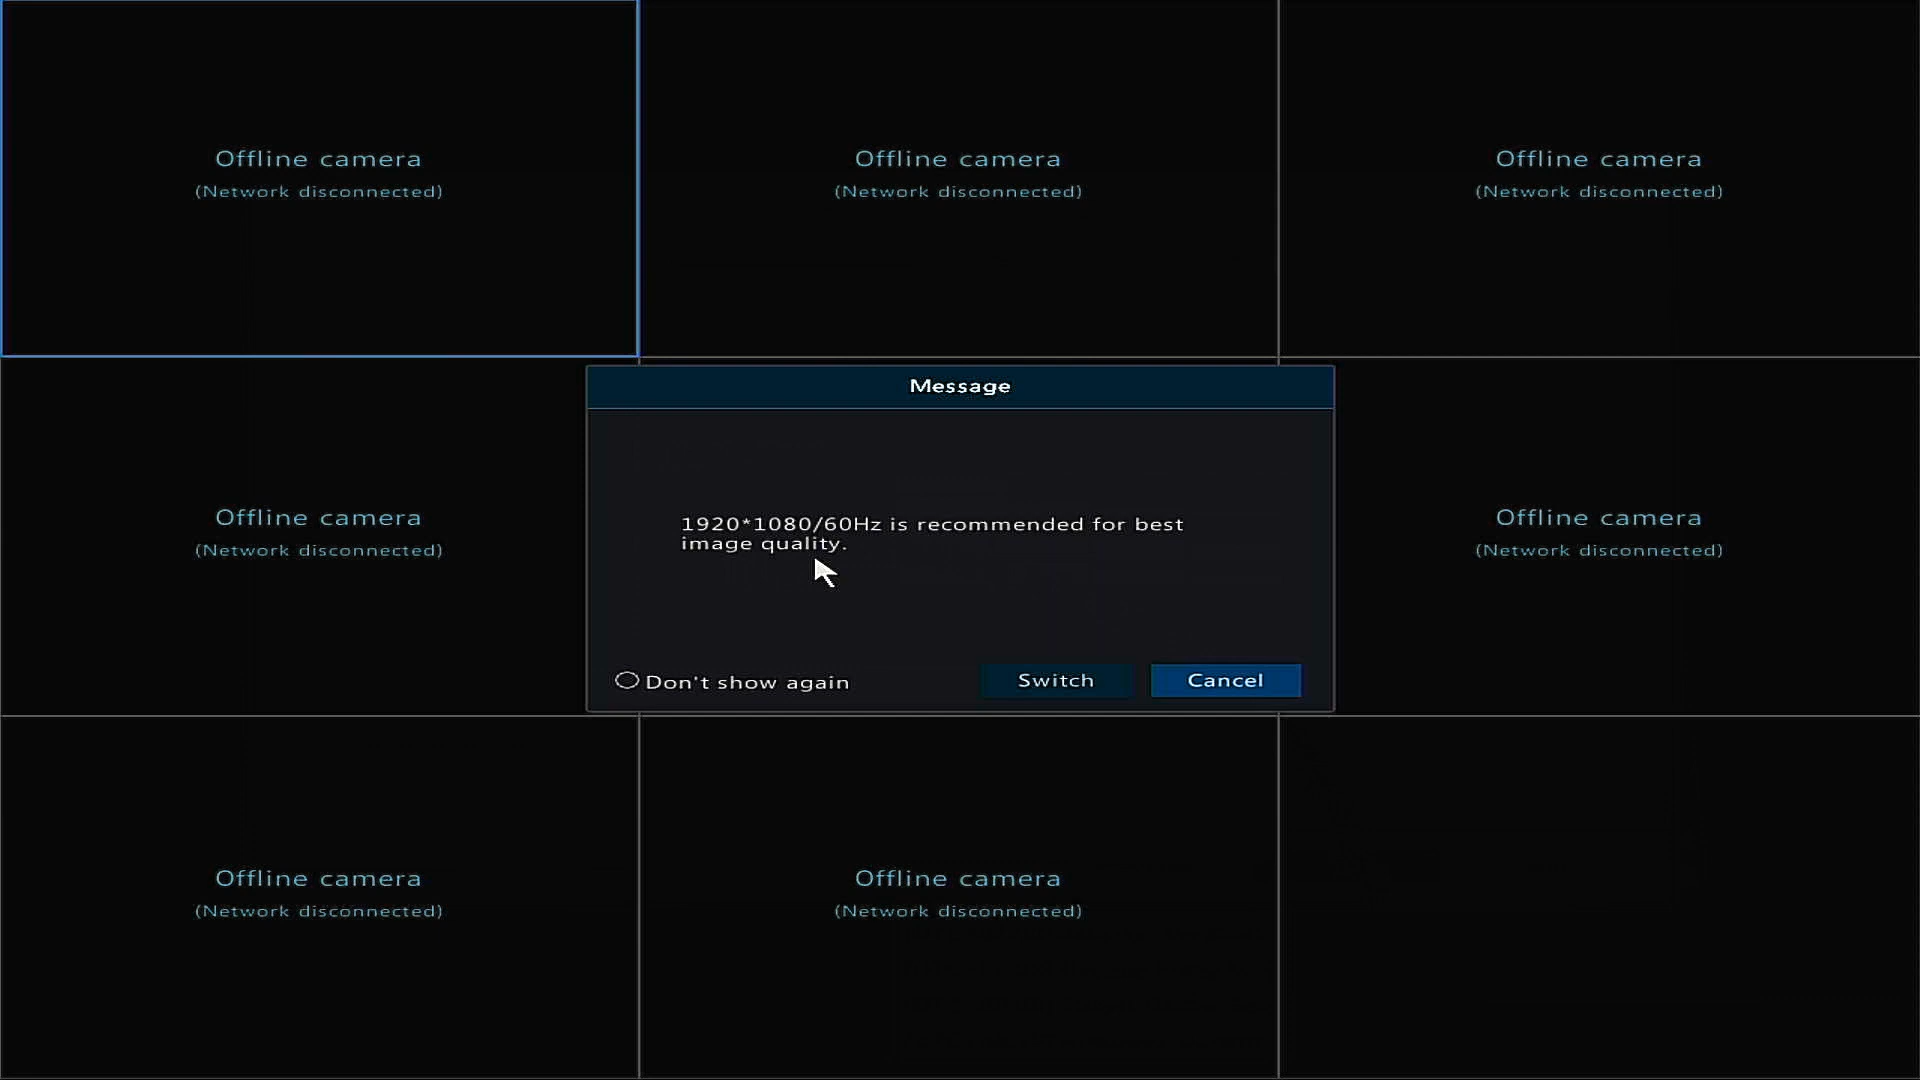 Offline camera
(Network disconnected)
Offline camera
(Network disconnected)
Offline camera
(Network disconnected)
Message
Offline camera
(Network disconnected)
1920*1080/60Hz is recommended for best
image quality.
Offline camera
(Network disconnected)
Don't show again
Switch
Cancel
Offline camera
(Network disconnected)
Offline camera
(Network disconnected)